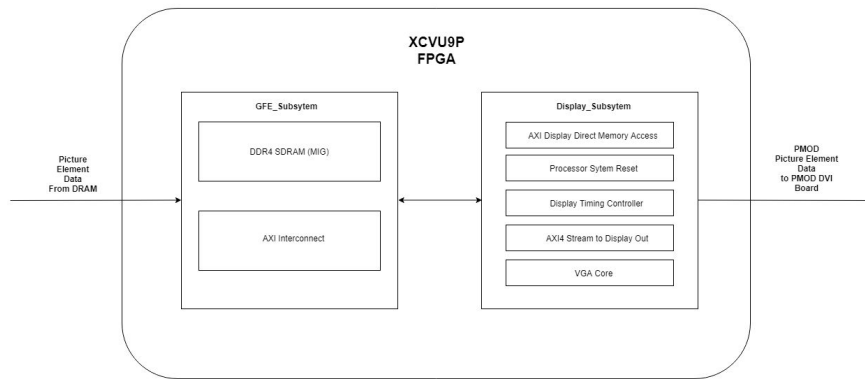 XCVU9P
FPGA
GFE_Subsytem
DDR4 SDRAM (MIG)
AXI Interconnect
Display_Subsytem
AXI Display Direct Memory Access
Processor Sytem Reset
Display Timing Controller
AXI4 Stream to Display Out
VGA Core
Picture
Element
Data
From DRAM
PMOD
Picture Element
Data
to PMOD DVI
Board